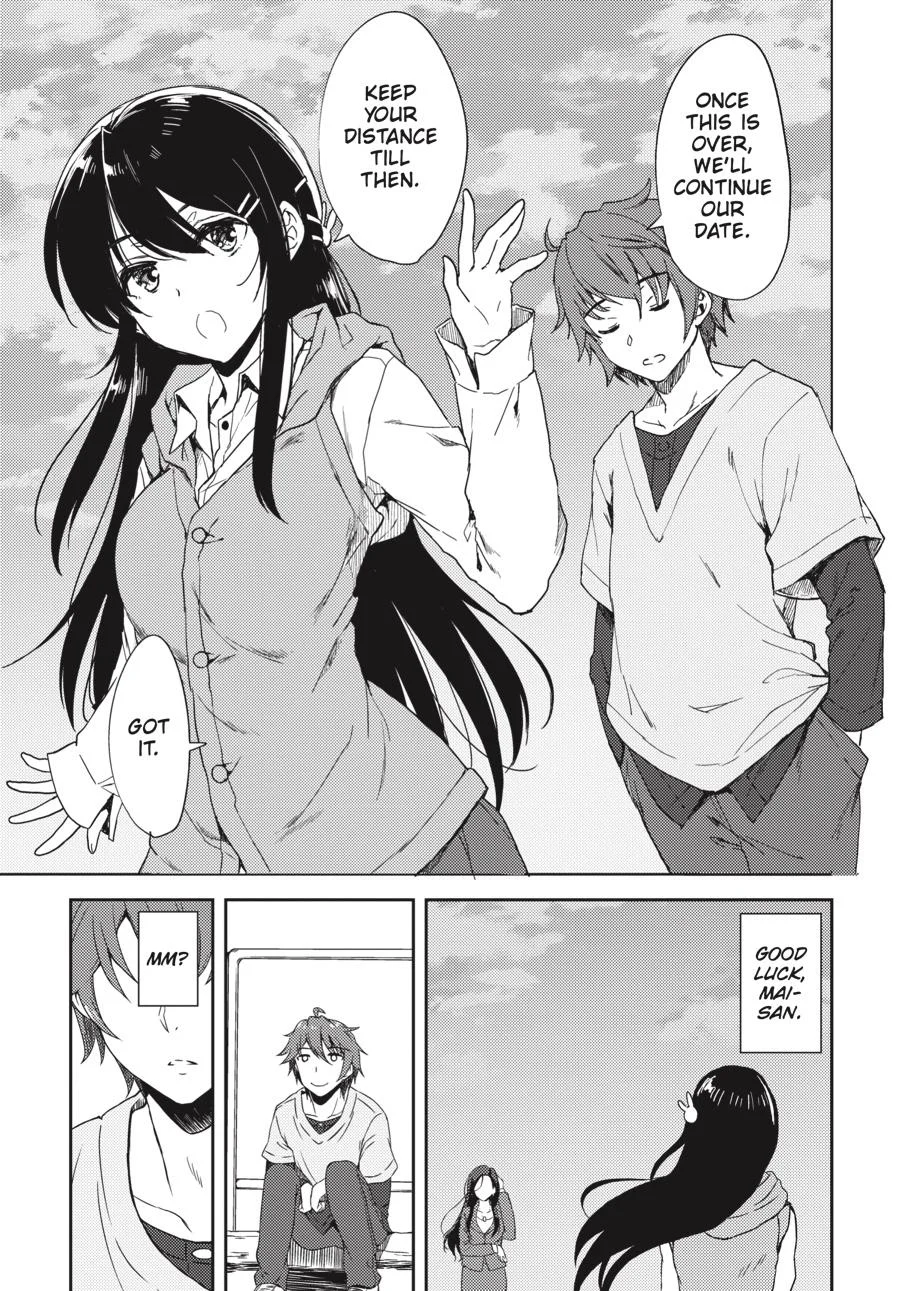 ONCE
THIS IS
OVER,
WE'LL
CONTINUE
OUR
DATE.
KEEP
YOUR
DISTANCE
TILL
THEN.
GOT
IT.
GOOD
LUCK,
MAI-
SAN.
MM?